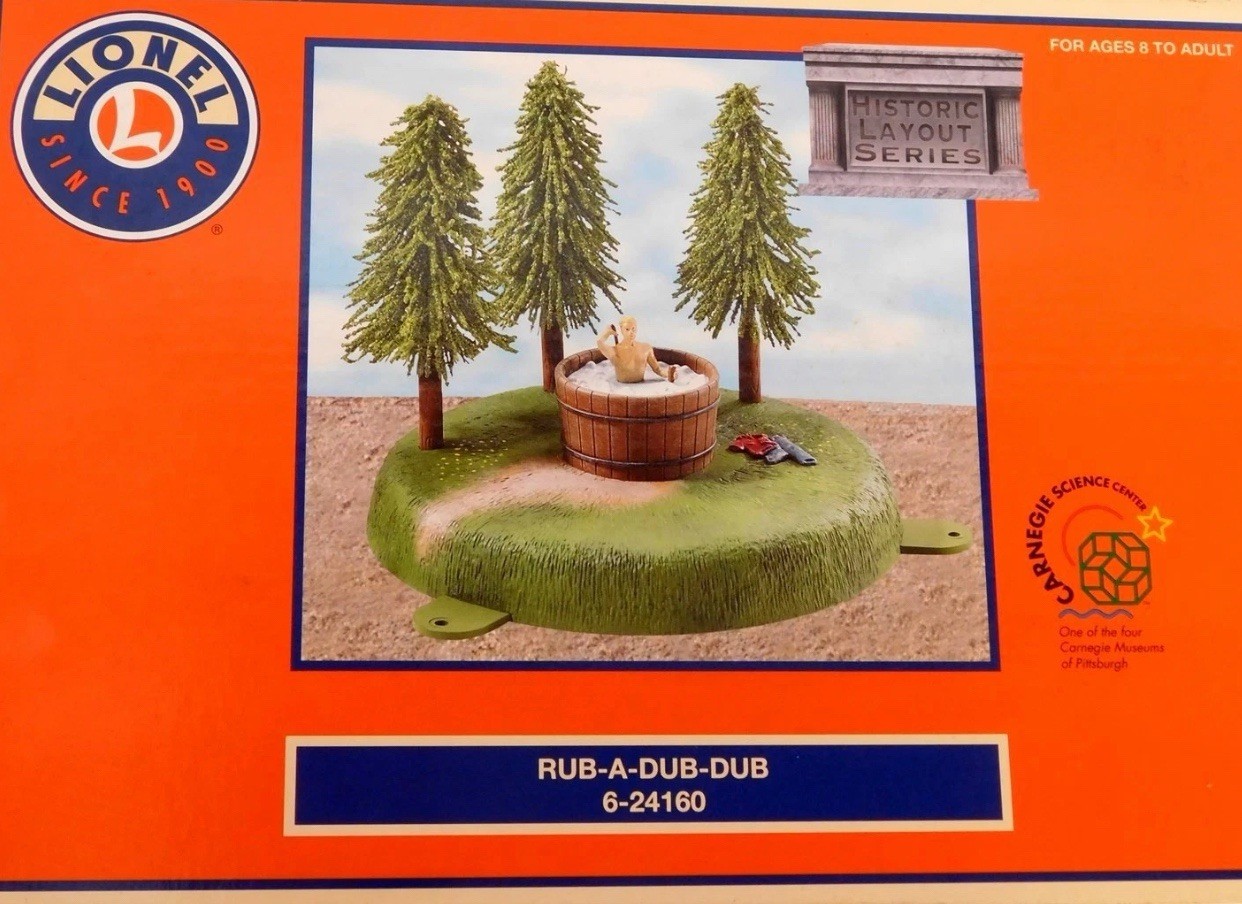 LIONEL
L
SINCE 1900
®
FOR AGES 8 TO ADULT
HISTORIC
LAYOUT
SERIES
CARNEGIE SCIENCE CENTER
™
One of the four
Carnegie Museums
of Pittsburgh
RUB-A-DUB-DUB
6-24160